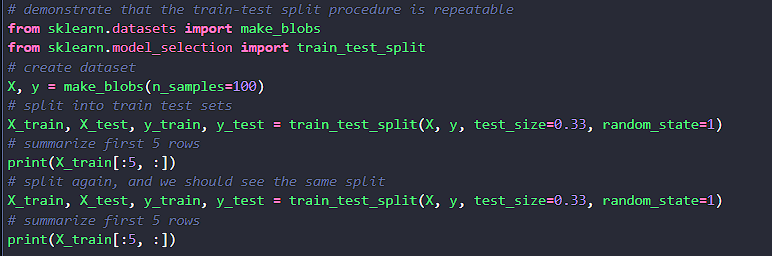 # demonstrate that the train-test split procedure is repeatable
from sklearn.datasets import make_blobs
from sklearn.model_selection import train_test_split
# create dataset
X, y = make_blobs(n_samples=100)
# split into train test sets
X_train, X_test, y_train, y_test = train_test_split(X, y, test_size=0.33, random_state=1)
# summarize first 5 rows
print(X_train[:5, :])
# split again, and we should see the same split
X_train, X_test, y_train, y_test = train_test_split(X, y, test_size=0.33, random_state=1)
# summarize first 5 rows
print(X_train[:5, :])